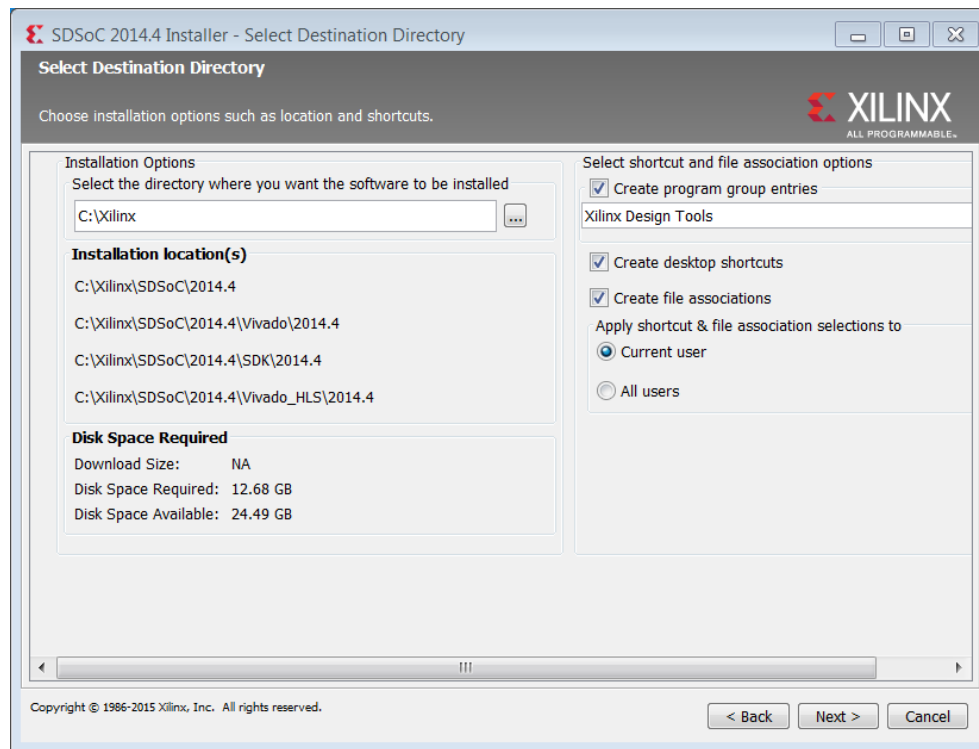 SDSoC 2014.4 Installer - Select Destination Directory
Select Destination Directory
Choose installation options such as location and shortcuts.
XILINX
ALL PROGRAMMABLE™
Installation Options
Select the directory where you want the software to be installed
C:\Xilinx
...
Installation location(s)
C:\Xilinx\SDSoC\2014.4
C:\Xilinx\SDSoC\2014.4\Vivado\2014.4
C:\Xilinx\SDSoC\2014.4\SDK\2014.4
C:\Xilinx\SDSoC\2014.4\Vivado_HLS\2014.4
Disk Space Required
Download Size: NA
Disk Space Required: 12.68 GB
Disk Space Available: 24.49 GB
Select shortcut and file association options
Create program group entries
Xilinx Design Tools
Create desktop shortcuts
Create file associations
Apply shortcut & file association selections to
Current user
All users
Copyright © 1986-2015 Xilinx, Inc. All rights reserved.
< Back Next > Cancel